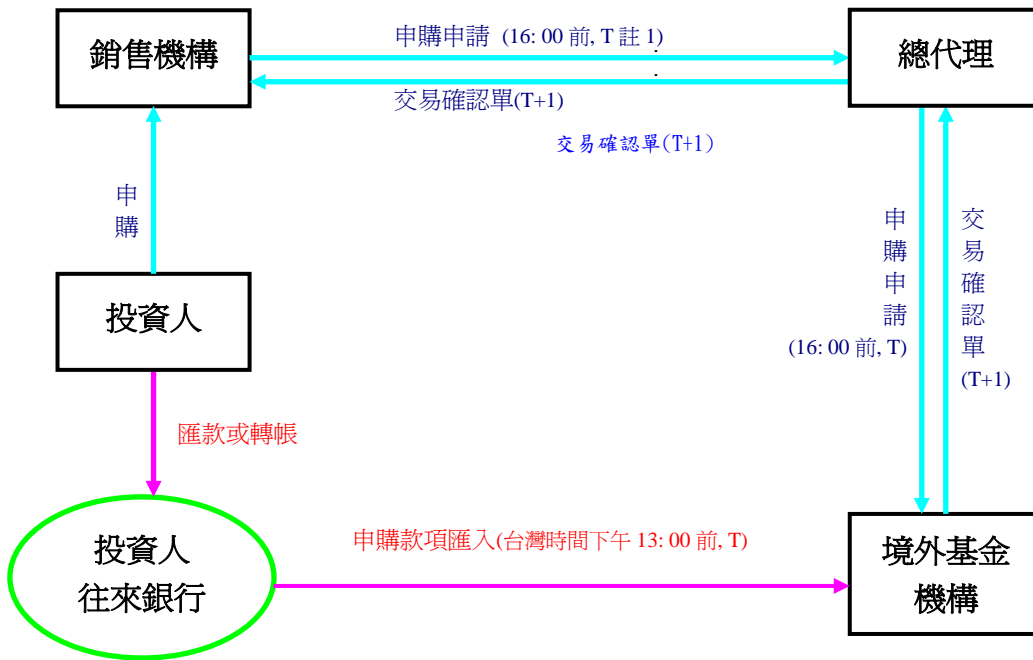 銷售機構
申購申請 (16: 00 前, T 註 1)
總代理
交易確認單(T+1)
交易確認單(T+1)
申購
申購申請
(16: 00 前, T)
交易確認單
(T+1)
投資人
匯款或轉帳
投資人
往來銀行
申購款項匯入(台灣時間下午 13: 00 前, T)
境外基金
機構